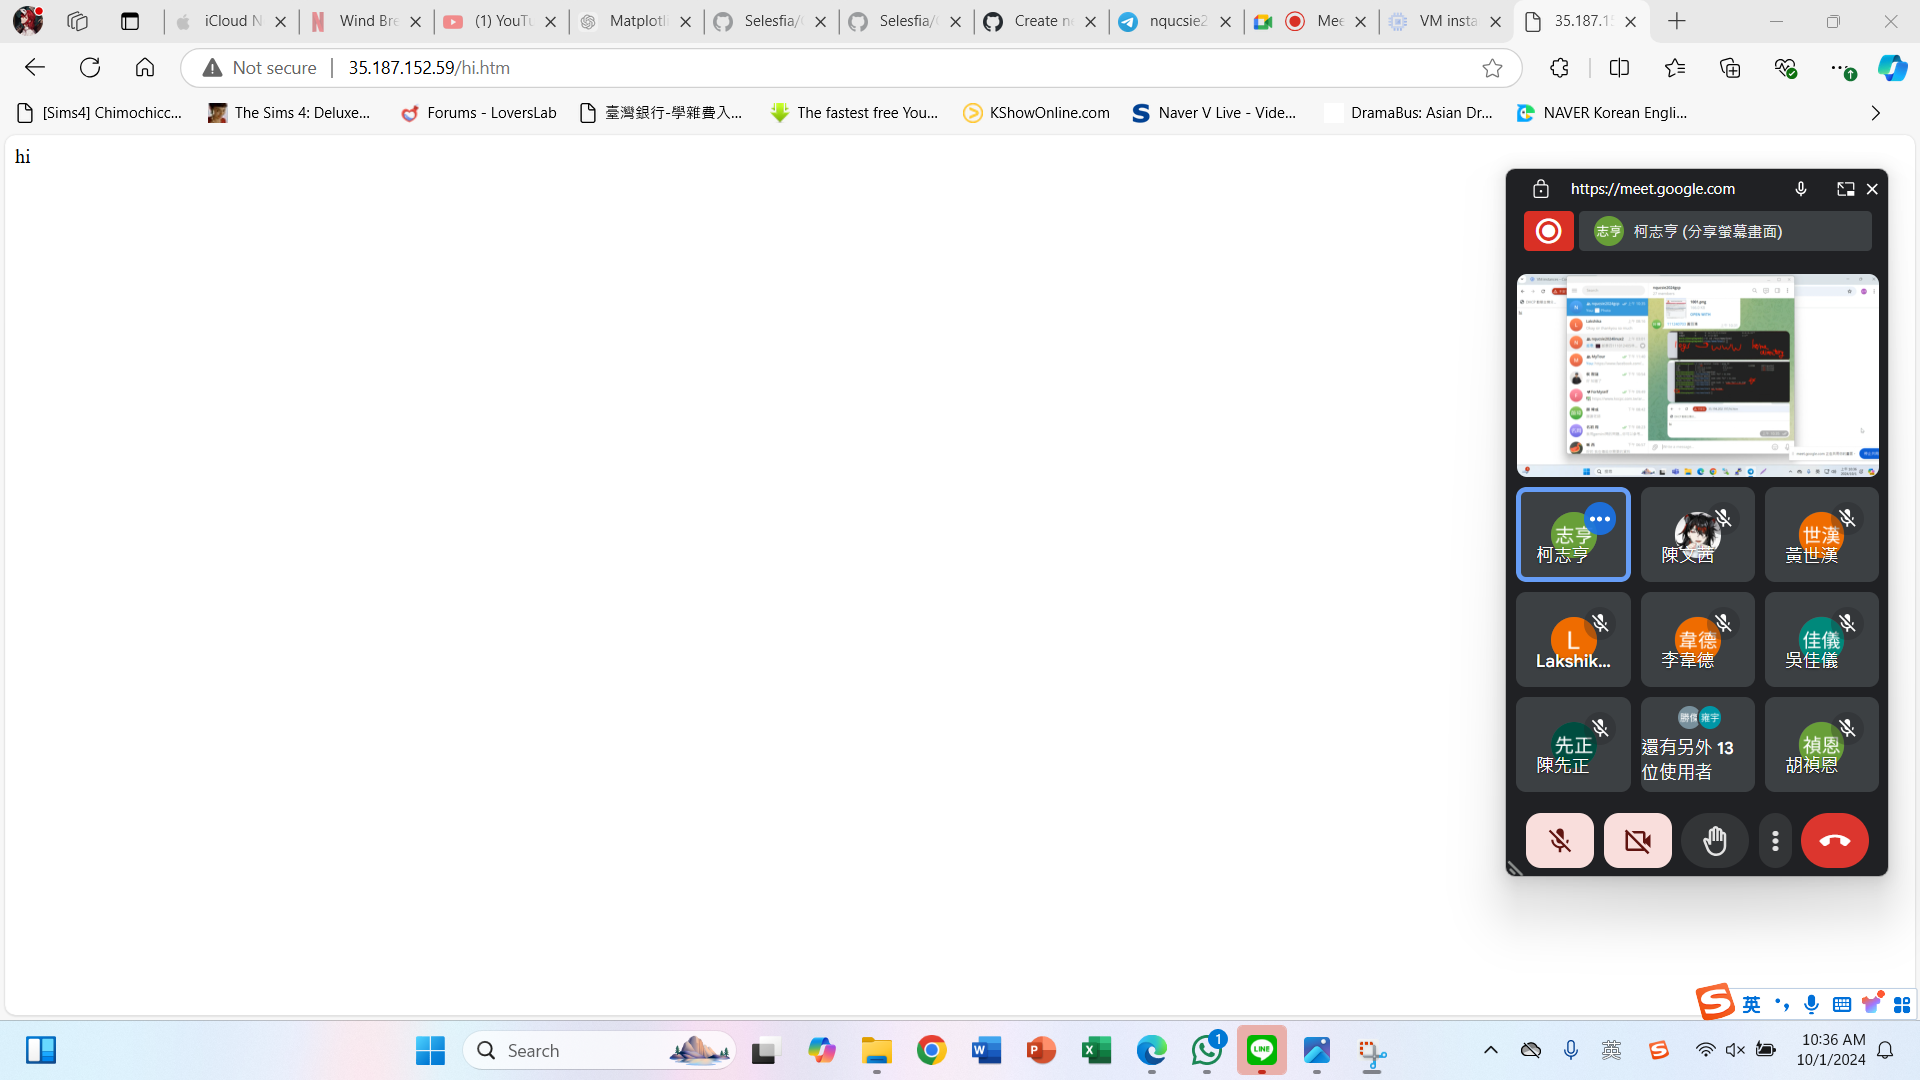 iCloud N
Wind Bre
(1) YouTu
Matplotl
Selesfia/
Selesfia/
Create n
nqucsie2
Mee
VM insta
35.187.1
Not secure
35.187.152.59/hi.htm
[Sims4] Chimochicc...
The Sims 4: Deluxe...
Forums - LoversLab
臺灣銀行-學雜費入...
The fastest free You...
KShowOnline.com
Naver V Live - Vide...
DramaBus: Asian Dr...
NAVER Korean Engli...
hi
https://meet.google.com
志亨
柯志亨 (分享螢幕畫面)
志亨
柯志亨
陳文茜
世漢
黃世漢
L
Lakshik...
韋德
李韋德
佳儀
吳佳儀
先正
陳先正
雍宇
還有另外 13
位使用者
禎恩
胡禎恩
英
Search
1
LINE
英
10:36 AM
10/1/2024